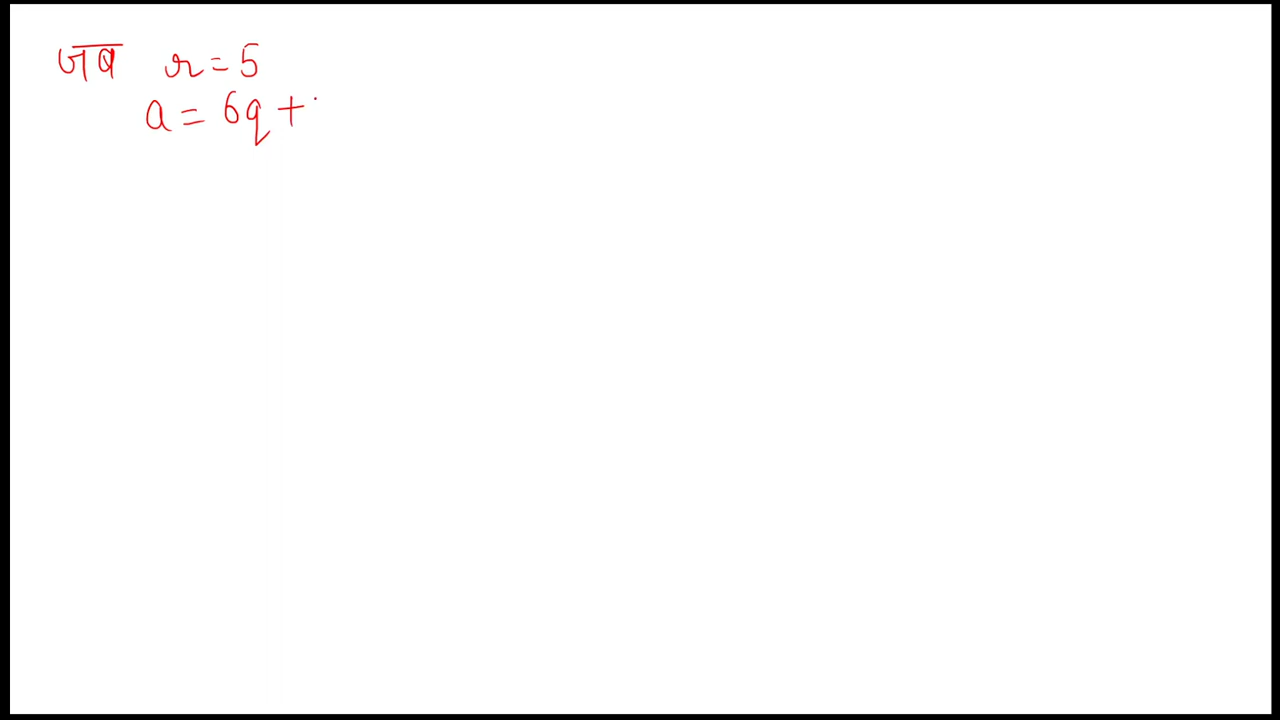 जब r=5
a = 6q +